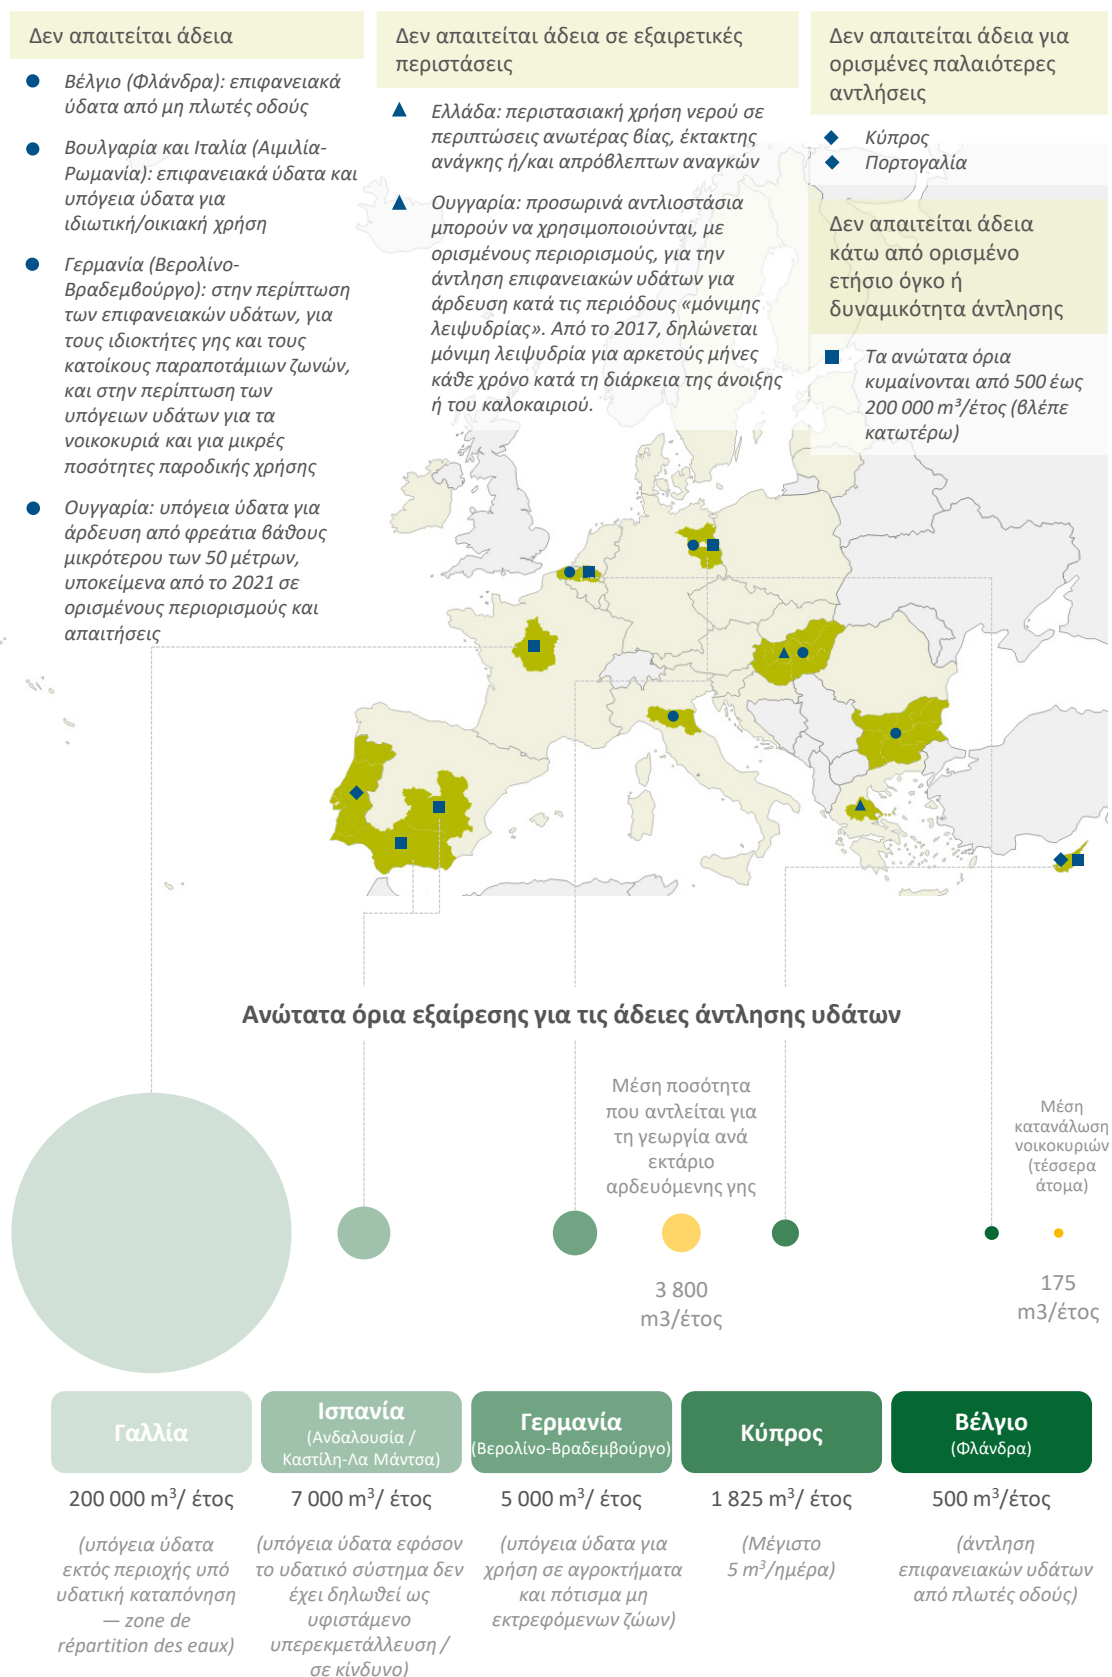 Δεν απαιτείται άδεια
Βέλγιο (Φλάνδρα): επιφανειακά
ύδατα από μη πλωτές οδούς
Βουλγαρία και Ιταλία (Αιμιλία-
Ρωμανία): επιφανειακά ύδατα και
υπόγεια ύδατα για
ιδιωτική/οικιακή χρήση
Γερμανία (Βερολίνο-
Βραδεμβούργο): στην περίπτωση
των επιφανειακών υδάτων, για
τους ιδιοκτήτες γης και τους
κατοίκους παραποτάμιων ζωνών,
και στην περίπτωση των
υπόγειων υδάτων για τα
νοικοκυριά και για μικρές
ποσότητες παροδικής χρήσης
Ουγγαρία: υπόγεια ύδατα για
άρδευση από φρεάτια βάθους
μικρότερου των 50 μέτρων,
υποκείμενα από το 2021 σε
ορισμένους περιορισμούς και
απαιτήσεις
Δεν απαιτείται άδεια σε εξαιρετικές
περιστάσεις
Ελλάδα: περιστασιακή χρήση νερού σε
περιπτώσεις ανωτέρας βίας, έκτακτης
ανάγκης ή/και απρόβλεπτων αναγκών
Ουγγαρία: προσωρινά αντλιοστάσια
μπορούν να χρησιμοποιούνται, με
ορισμένους περιορισμούς, για την
άντληση επιφανειακών υδάτων για
άρδευση κατά τις περιόδους «μόνιμης
λειψυδρίας». Από το 2017, δηλώνεται
μόνιμη λειψυδρία για αρκετούς μήνες
κάθε χρόνο κατά τη διάρκεια της άνοιξης
ή του καλοκαιριού.
Δεν απαιτείται άδεια για
ορισμένες παλαιότερες
αντλήσεις
Κύπρος
Πορτογαλία
Δεν απαιτείται άδεια
κάτω από ορισμένο
ετήσιο όγκο ή
δυναμικότητα άντλησης
Τα ανώτατα όρια
κυμαίνονται από 500 έως
200 000 m³/έτος (βλέπε
κατωτέρω)
Ανώτατα όρια εξαίρεσης για τις άδειες άντλησης υδάτων
Μέση ποσότητα
που αντλείται για
τη γεωργία ανά
εκτάριο
αρδευόμενης γης
3 800
m3/έτος
Μέση
κατανάλωση
νοικοκυριών
(τέσσερα
άτομα)
175
m3/έτος
Γαλλία
200 000 m³/ έτος
(υπόγεια ύδατα
εκτός περιοχής υπό
υδατική καταπόνηση
— zone de
répartition des eaux)
Ισπανία
(Ανδαλουσία /
Καστίλη-Λα Μάντσα)
7 000 m³/ έτος
(υπόγεια ύδατα εφόσον
το υδατικό σύστημα δεν
έχει δηλωθεί ως
υφιστάμενο
υπερεκμετάλλευση /
σε κίνδυνο)
Γερμανία
(Βερολίνο-Βραδεμβούργο)
5 000 m³/ έτος
(υπόγεια ύδατα για
χρήση σε αγροκτήματα
και πότισμα μη
εκτρεφόμενων ζώων)
Κύπρος
1 825 m³/ έτος
(Μέγιστο
5 m³/ημέρα)
Βέλγιο
(Φλάνδρα)
500 m³/έτος
(άντληση
επιφανειακών υδάτων
από πλωτές οδούς)